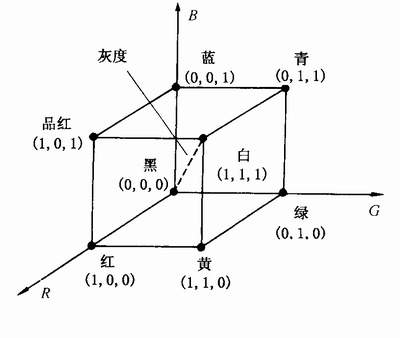 B
蓝
(0, 0, 1)
青
(0, 1, 1)
灰度
品红
(1, 0, 1)
黑
(0, 0, 0)
白
(1, 1, 1)
G
绿
(0, 1, 0)
红
(1, 0, 0)
黄
(1, 1, 0)
R